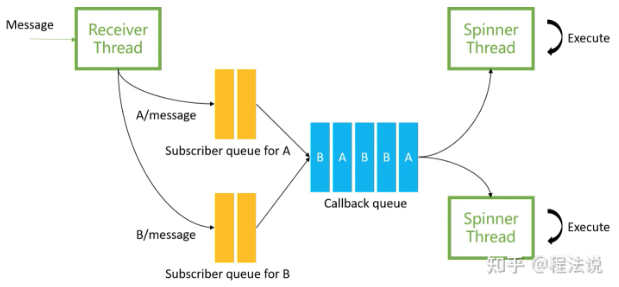 Message
Receiver
Thread
A/message
Subscriber queue for A
B/message
Subscriber queue for B
B A B B A
Callback queue
Spinner
Thread
Execute
Spinner
Thread
Execute
知乎 @程法说